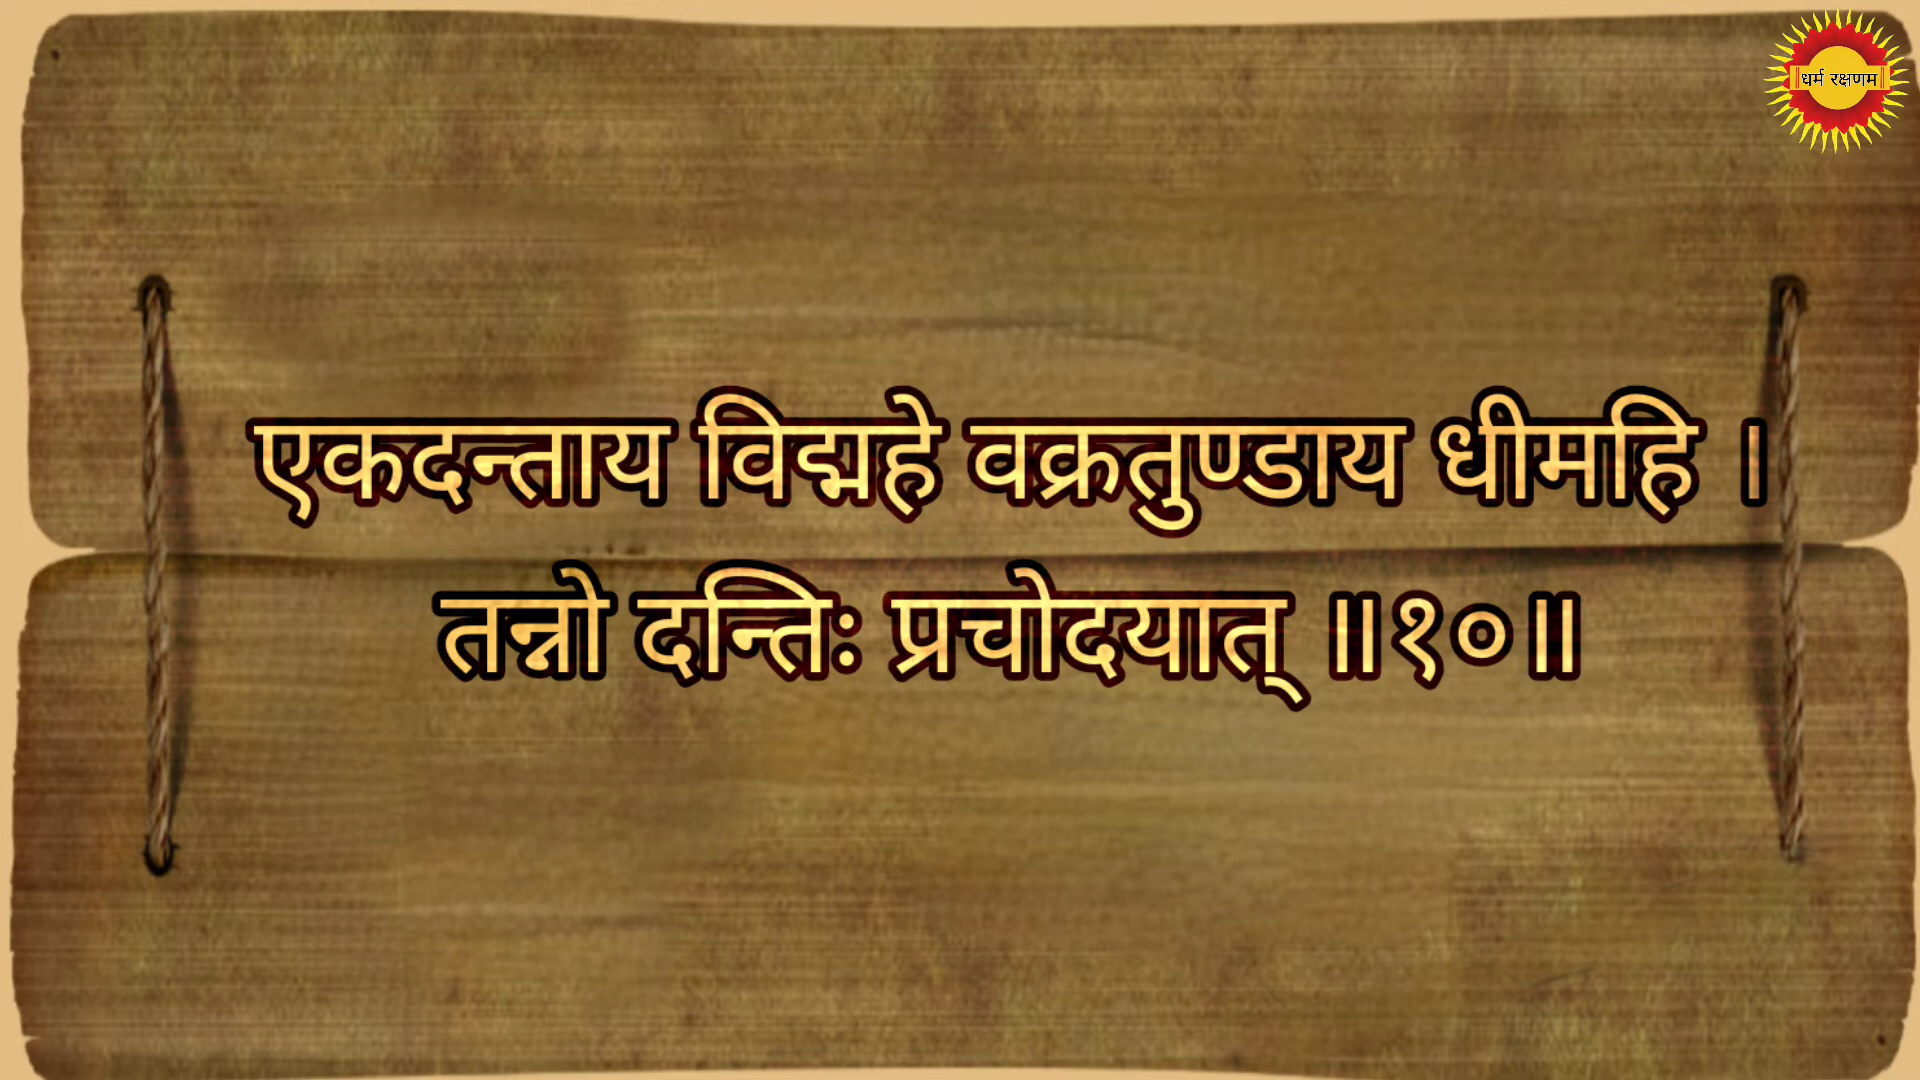 धर्म रक्षणम
एकदन्ताय विद्महे वक्रतुण्डाय धीमहि ।
तन्नो दन्तिः प्रचोदयात् ॥१०॥